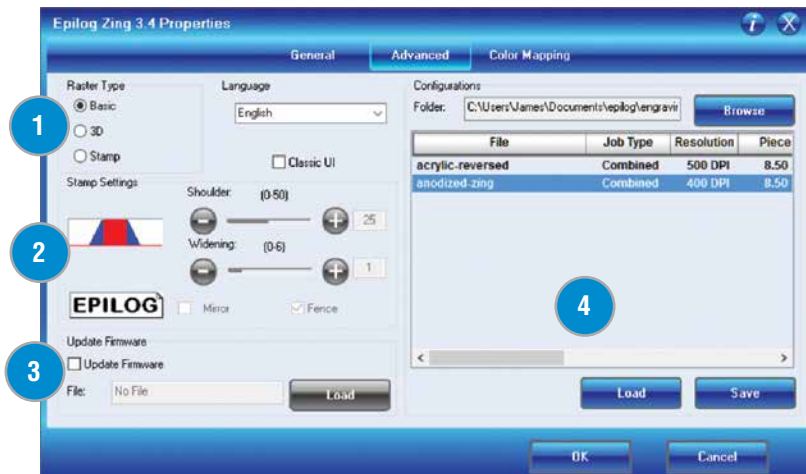 Epilog Zing 3.4 Properties
General Advanced Color Mapping
Raster Type
Basic
3D
Stamp
1
Language
English
Classic UI
Stamp Settings
2
Shoulder: (0-50)
25
Widening: (0-6)
1
EPILOG
Mirror Fence
Update Firmware
3
Update Firmware
File: No File Load
Configurations
Folder: C:\Users\James\Documents\epilog\engravir Browse
File Job Type Resolution Piece
acrylic-reversed Combined 500 DPI 8.50
anodized-zing Combined 400 DPI 8.50
4
Load Save
OK Cancel